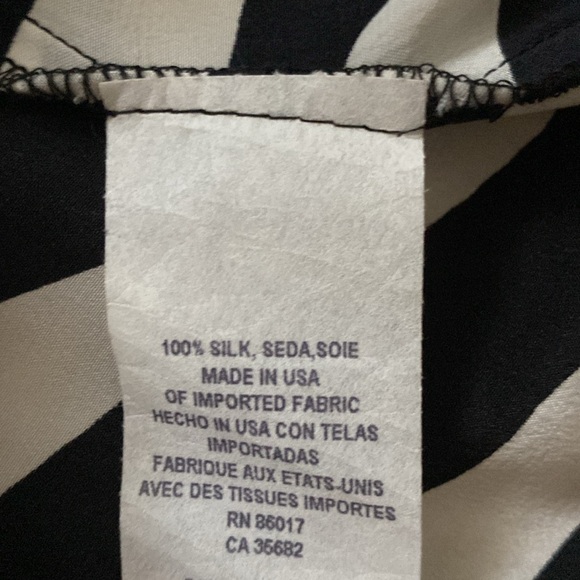 100% SILK, SEDA,SOIE
MADE IN USA
OF IMPORTED FABRIC
HECHO IN USA CON TELAS
IMPORTADAS
FABRIQUE AUX ETATS-UNIS
AVEC DES TISSUES IMPORTES
RN 86017
CA 35682